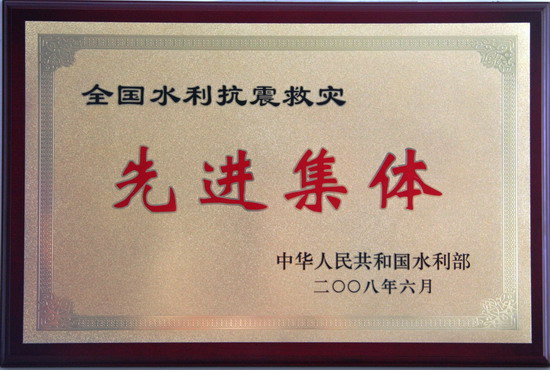 全国水利抗震救灾
先进集体
中华人民共和国水利部
二〇〇八年六月